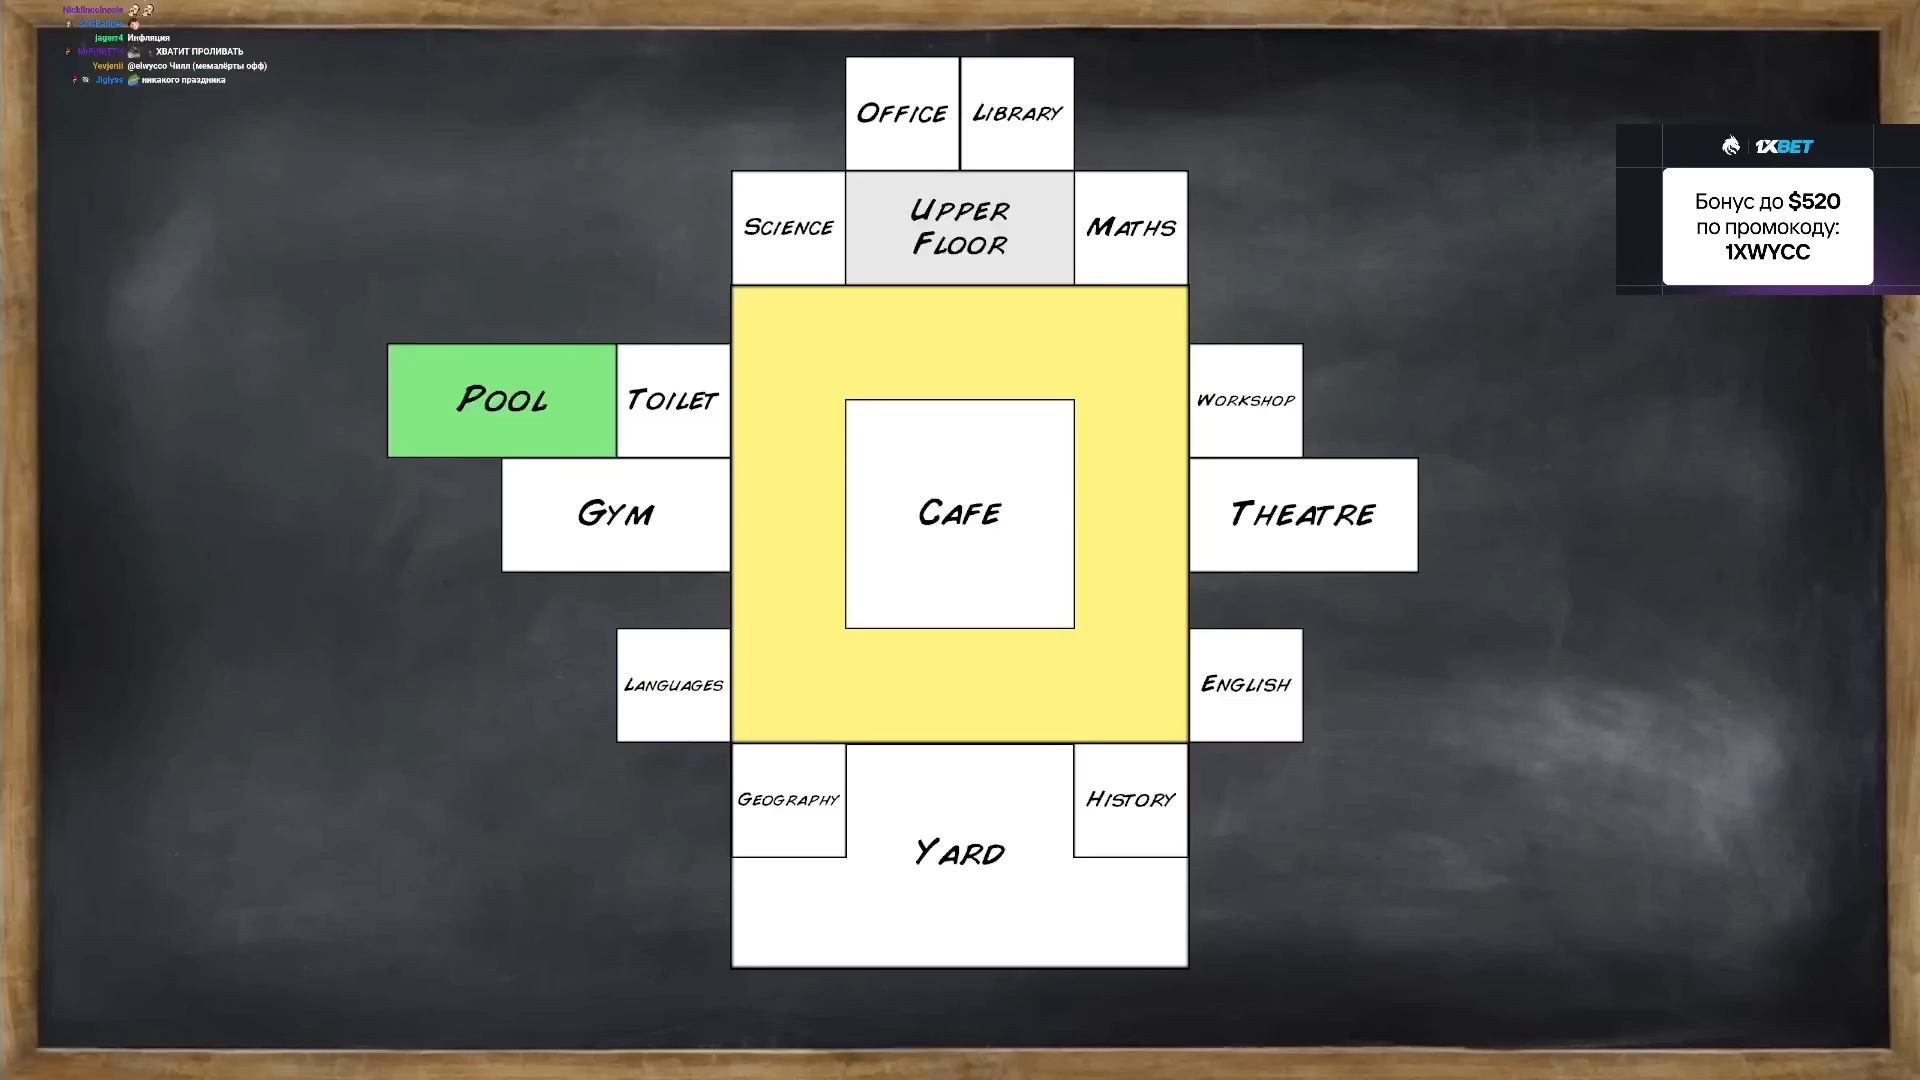 Nicklincolncole
jagerr4 Инфляция
ХВАТИТ ПРОЛИВАТЬ
Yevjenii @elwycco Чилл (мемалёрты офф)
Jiglyss никакого праздника
OFFICE
LIBRARY
SCIENCE
UPPER
FLOOR
MATHS
1XBET
Бонус до $520
по промокоду:
1XWYCC
POOL
TOILET
WORKSHOP
GYM
CAFE
THEATRE
LANGUAGES
ENGLISH
GEOGRAPHY
HISTORY
YARD